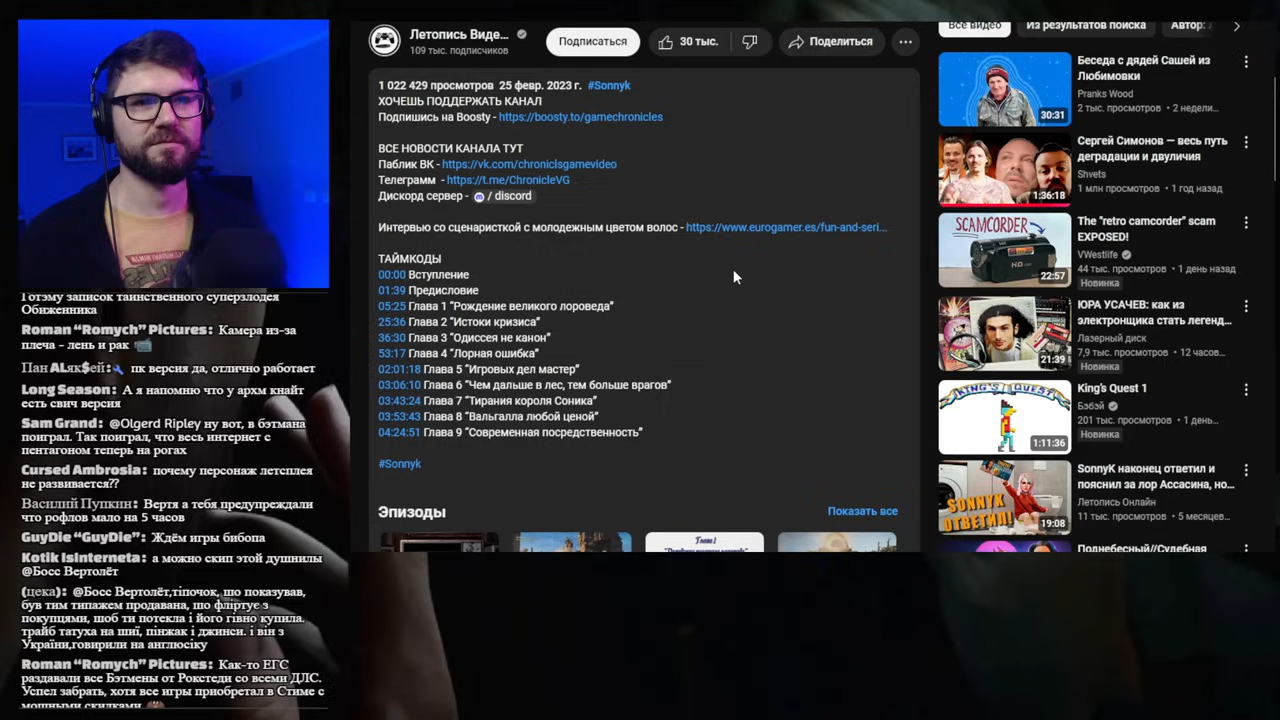 Готэму записок таинственного суперзлодея
Обиженника
Roman “Romych” Pictures: Камера из-за
плеча – лень и рак
Пан ALяк$ей: пк версия да, отлично работает
Long Season: А я напомню что у архм кнайт
есть свич версия
Sam Grand: @Olgerd Ripley ну вот, в бэтмана
поиграл. Так поиграл, что весь интернет с
пентагоном теперь на рогах
Cursed Ambrosia: почему персонаж летсплея
не развивается??
Василий Пупкин: Вертя а тебя предупреждали
что рофлов мало на 5 часов
GuyDie “GuyDie”: Ждём игры бибопа
Kotik Isinterneta: а можно скип этой душнилы
@Босс Вертолёт
(цека): @Босс Вертолёт,тіпочок, шо показував,
був тим типажем продавана, шо фліртує з
покупцями, шоб ти потекла і його гівно купила.
трайб татуха на шиї, пінжак і джинси. і він з
України,говирили на англюсіку
Roman “Romych” Pictures: Как-то ЕГС
раздавали все Бэтмены от Рокстеди со всеми ДЛС.
Успел забрать, хотя все игры приобретал в Стиме с
мощными скидками
Летопись Виде...
109 тыс. подписчиков
Подписаться
30 тыс.
Поделиться
1 022 429 просмотров 25 февр. 2023 г. #Sonnyk
ХОЧЕШЬ ПОДДЕРЖАТЬ КАНАЛ
Подпишись на Boosty - https://boosty.to/gamechronicles
ВСЕ НОВОСТИ КАНАЛА ТУТ
Паблик ВК - https://vk.com/chroniclsgamevideo
Телеграмм - https://t.me/ChronicleVG
Дискорд сервер - / discord
Интервью со сценаристкой с молодежным цветом волос - https://www.eurogamer.es/fun-and-seri...
ТАЙМКОДЫ
00:00 Вступление
01:39 Предисловие
05:25 Глава 1 “Рождение великого лороведа”
25:36 Глава 2 “Истоки кризиса”
36:30 Глава 3 “Одиссея не канон”
53:17 Глава 4 “Лорная ошибка”
02:01:18 Глава 5 “Игровых дел мастер”
03:06:10 Глава 6 “Чем дальше в лес, тем больше врагов”
03:43:24 Глава 7 “Тирания короля Соника”
03:53:43 Глава 8 “Вальгалла любой ценой”
04:24:51 Глава 9 “Современная посредственность”
#Sonnyk
Эпизоды
Показать все
Все видео
Из результатов поиска
Автор:
Беседа с дядей Сашей из
Любимовки
Pranks Wood
2 тыс. просмотров • 2 недели...
30:31
Сергей Симонов — весь путь
деградации и двуличия
Shvets
1 млн просмотров • 1 год назад
1:36:18
The "retro camcorder" scam
EXPOSED!
VWestlife
44 тыс. просмотров • 1 день назад
Новинка
SCAMCORDER
HD
22:57
ЮРА УСАЧЕВ: как из
электронщика стать легенд...
Лазерный диск
7,9 тыс. просмотров • 12 часов...
Новинка
21:39
King's Quest 1
Бэбэй
201 тыс. просмотров • 1 день...
Новинка
KING'S QUEST
1:11:36
SonnyK наконец ответил и
пояснил за лор Ассасина, но...
Летопись Онлайн
11 тыс. просмотров • 5 месяцев...
SONNYK
ОТВЕТИЛ!
19:08
Поднебесный//Судебная